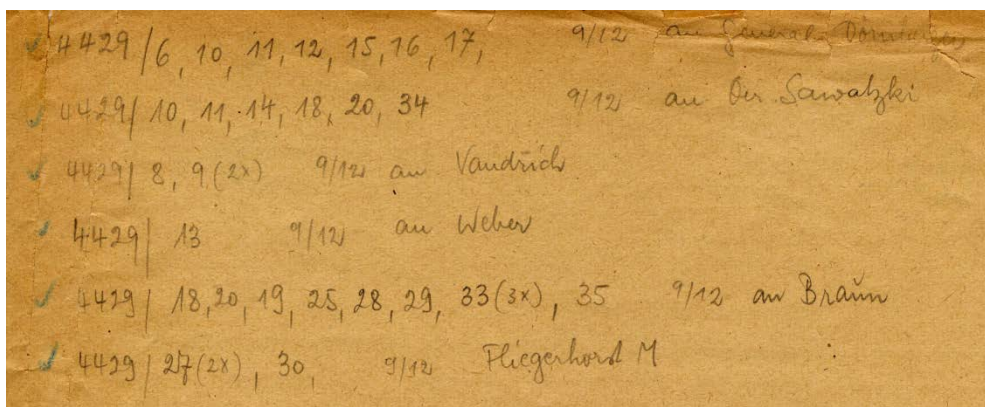 4429/6, 10, 11, 12, 15, 16, 17, 9/12 an General
4429/ 10, 11, 14, 18, 20, 34 9/12 an Sawatzki
4429/ 8, 9 (2x) 9/12 an Vandrich
4429/ 13 9/12 an Weber
4429/ 18, 20, 19, 25, 28, 29, 33 (3x), 35 9/12 an Braun
4429/ 27 (2x), 30, 9/12 Fliegerhorst M